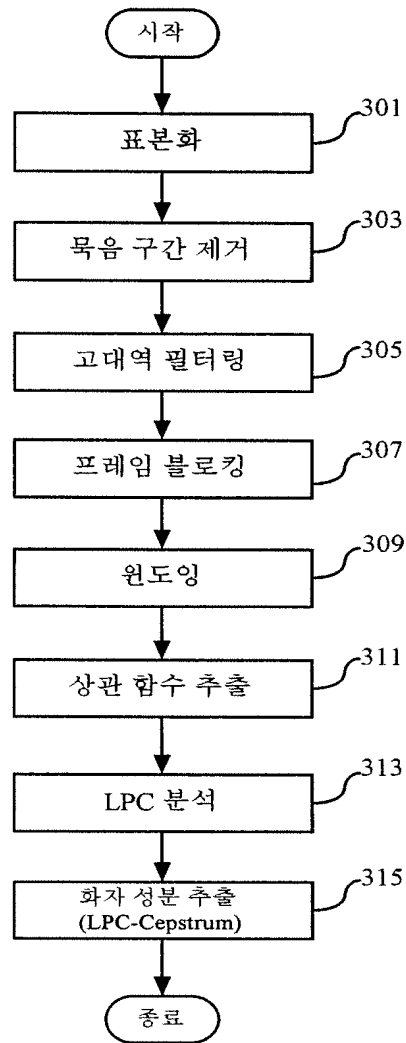 시작
표본화
301
묵음 구간 제거
303
고대역 필터링
305
프레임 블로킹
307
윈도잉
309
상관 함수 추출
311
LPC 분석
313
화자 성분 추출
(LPC-Cepstrum)
315
종료